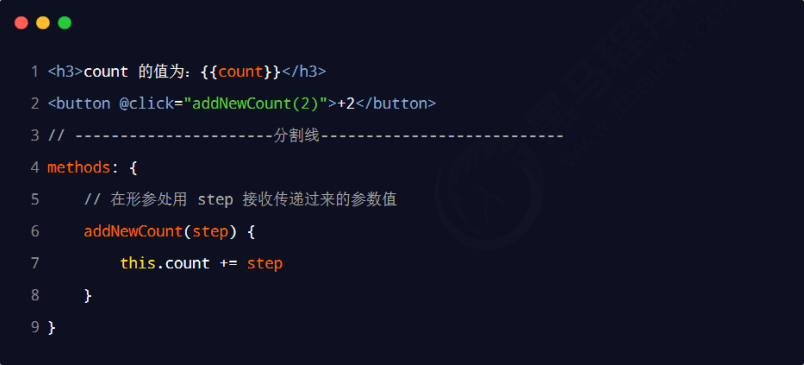 1 <h3>count 的值为：{{count}}</h3>
2 <button @click="addNewCount(2)">+2</button>
3 // ----------------------分割线---------------------------
4 methods: {
5     // 在形参处用 step 接收传递过来的参数值
6     addNewCount(step) {
7         this.count += step
8     }
9 }